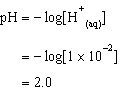 pH = −log[H⁺₍ₐq₎]
= −log[1 × 10⁻²]
= 2.0